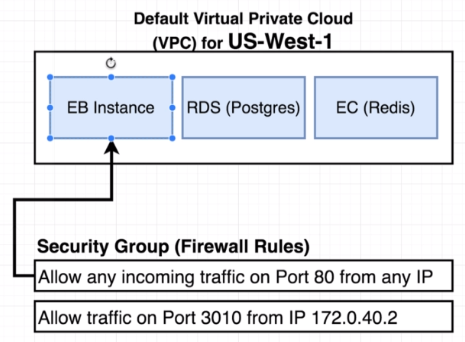 Default Virtual Private Cloud
(VPC) for US-West-1
EB Instance
RDS (Postgres)
EC (Redis)
Security Group (Firewall Rules)
Allow any incoming traffic on Port 80 from any IP
Allow traffic on Port 3010 from IP 172.0.40.2